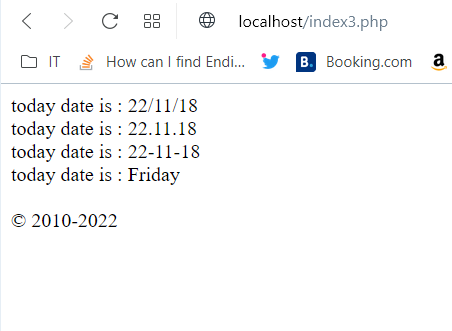 localhost/index3.php
IT How can I find Endi... B. Booking.com a
today date is : 22/11/18
today date is : 22.11.18
today date is : 22-11-18
today date is : Friday
© 2010-2022